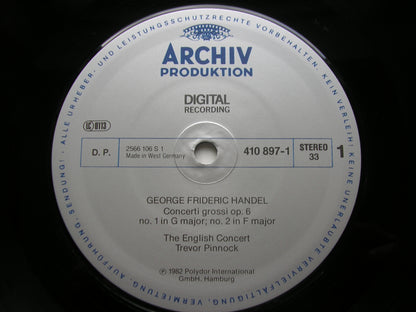 ALLE URHEBER- UND LEISTUNGSSCHUTZRECHTE VORBEHALTEN. KEIN VERLEIH! KEINE UNERLAUBTE VERVIELFÄLTIGUNG, VERMIETUNG, AUFFÜHRUNG, SENDUNG!
ARCHIV
PRODUKTION
DIGITAL
RECORDING
LC 0113
D. P.
2566 106 S 1
Made in West Germany
410 897-1
STEREO
33
1
GEORGE FRIDERIC HANDEL
Concerti grossi op. 6
no. 1 in G major; no. 2 in F major
The English Concert
Trevor Pinnock
℗ 1982 Polydor International
GmbH, Hamburg